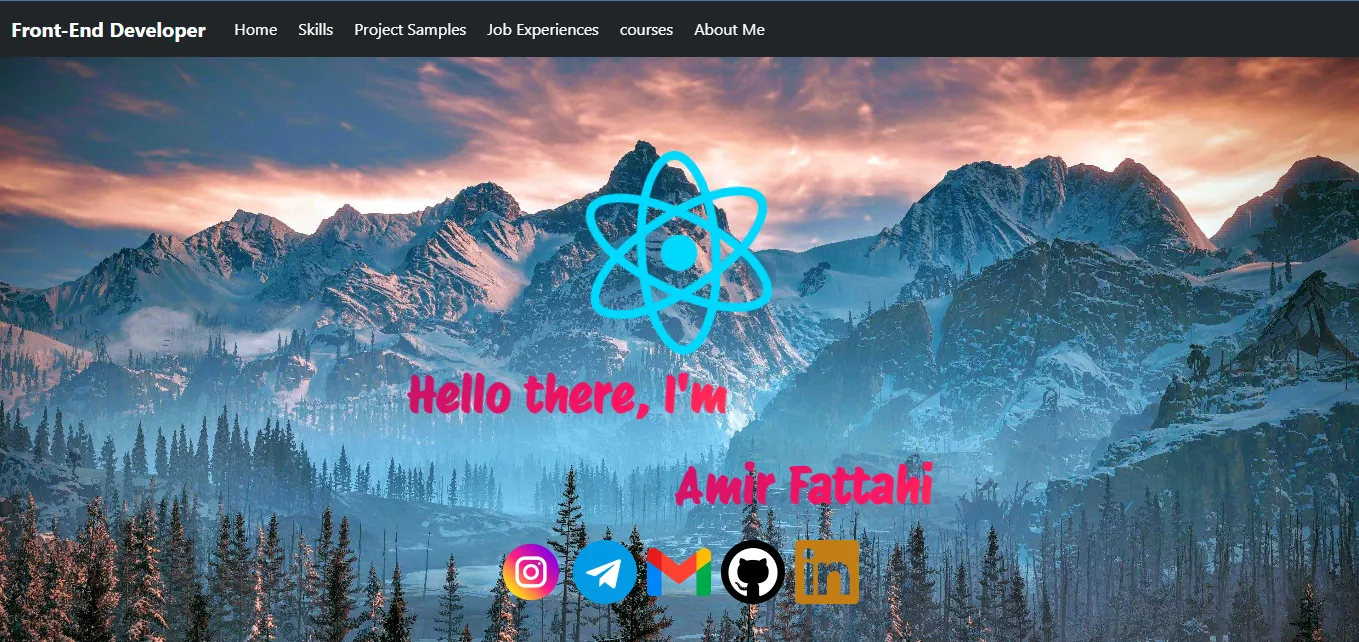 Front-End Developer Home Skills Project Samples Job Experiences courses About Me
Hello there, I'm
Amir Fattahi
in